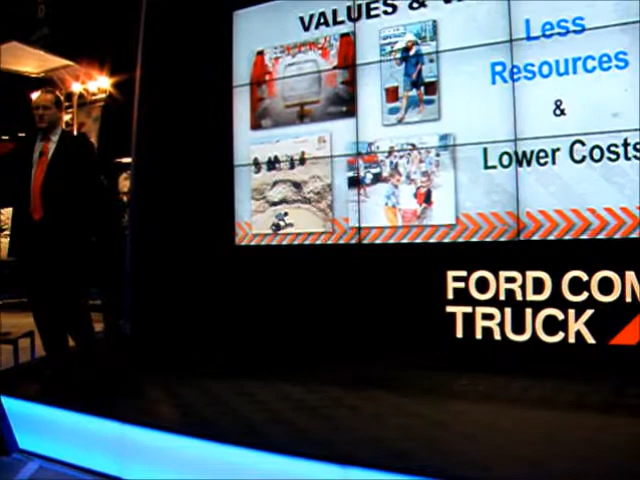 VALUES &
Less
Resources
&
Lower Costs
FORD COM
TRUCK